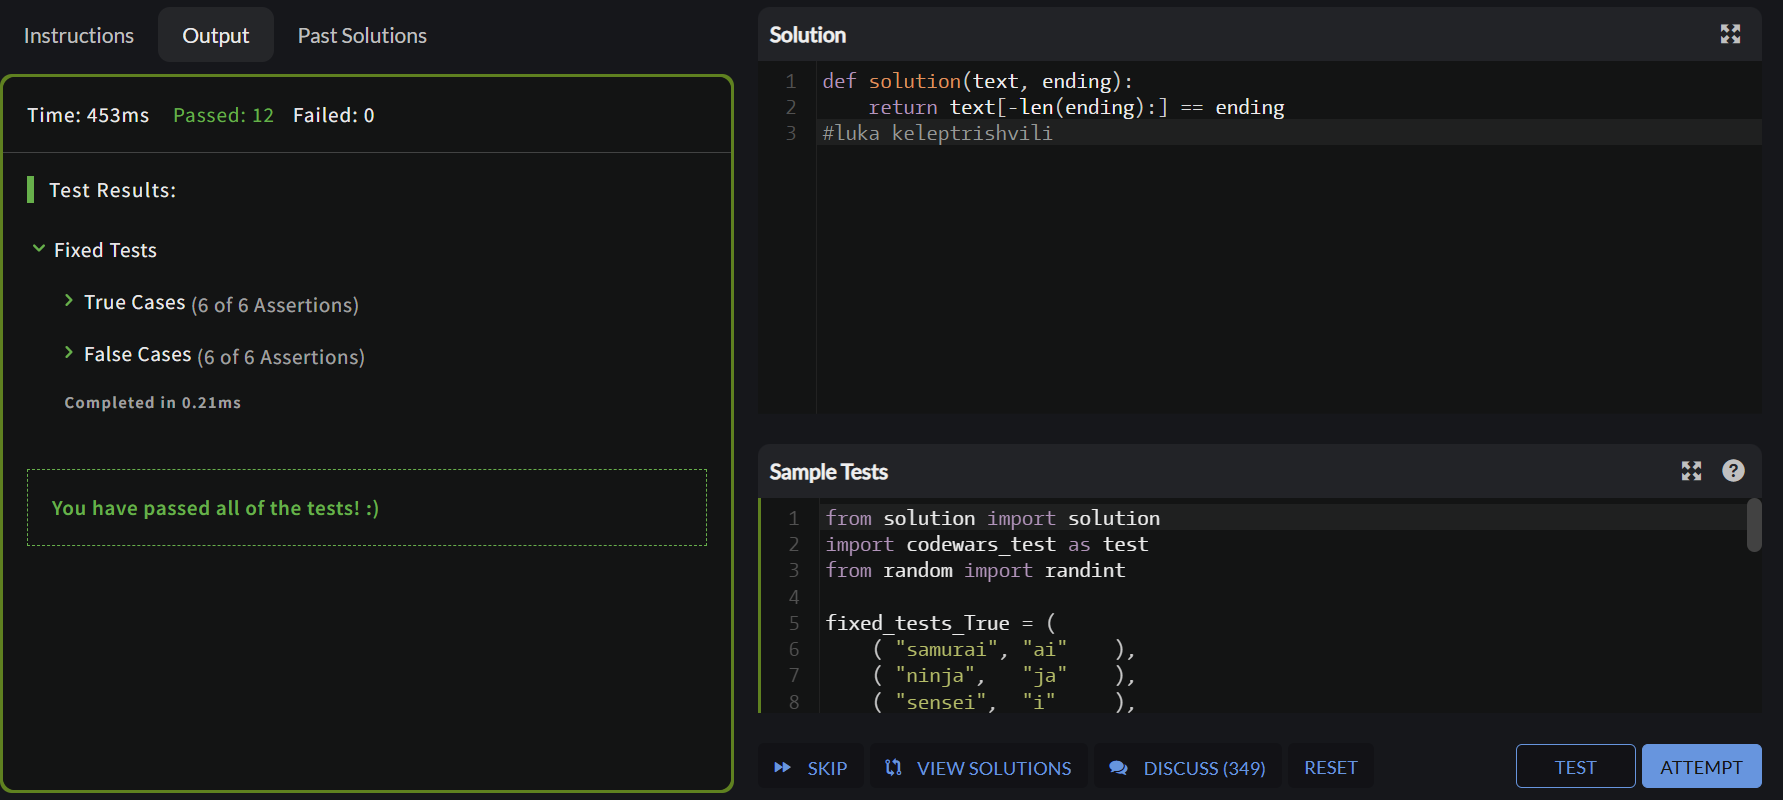 Instructions
Output
Past Solutions
Time: 453ms Passed: 12 Failed: 0
Test Results:
Fixed Tests
True Cases (6 of 6 Assertions)
False Cases (6 of 6 Assertions)
Completed in 0.21ms
You have passed all of the tests! :)
Solution
1 def solution(text, ending):
2     return text[-len(ending):] == ending
3 #luka keleptrishvili
Sample Tests
?
1 from solution import solution
2 import codewars_test as test
3 from random import randint
4
5 fixed_tests_True = (
6     ( "samurai", "ai"    ),
7     ( "ninja",   "ja"    ),
8     ( "sensei",  "i"     ),
SKIP
VIEW SOLUTIONS
DISCUSS (349)
RESET
TEST
ATTEMPT